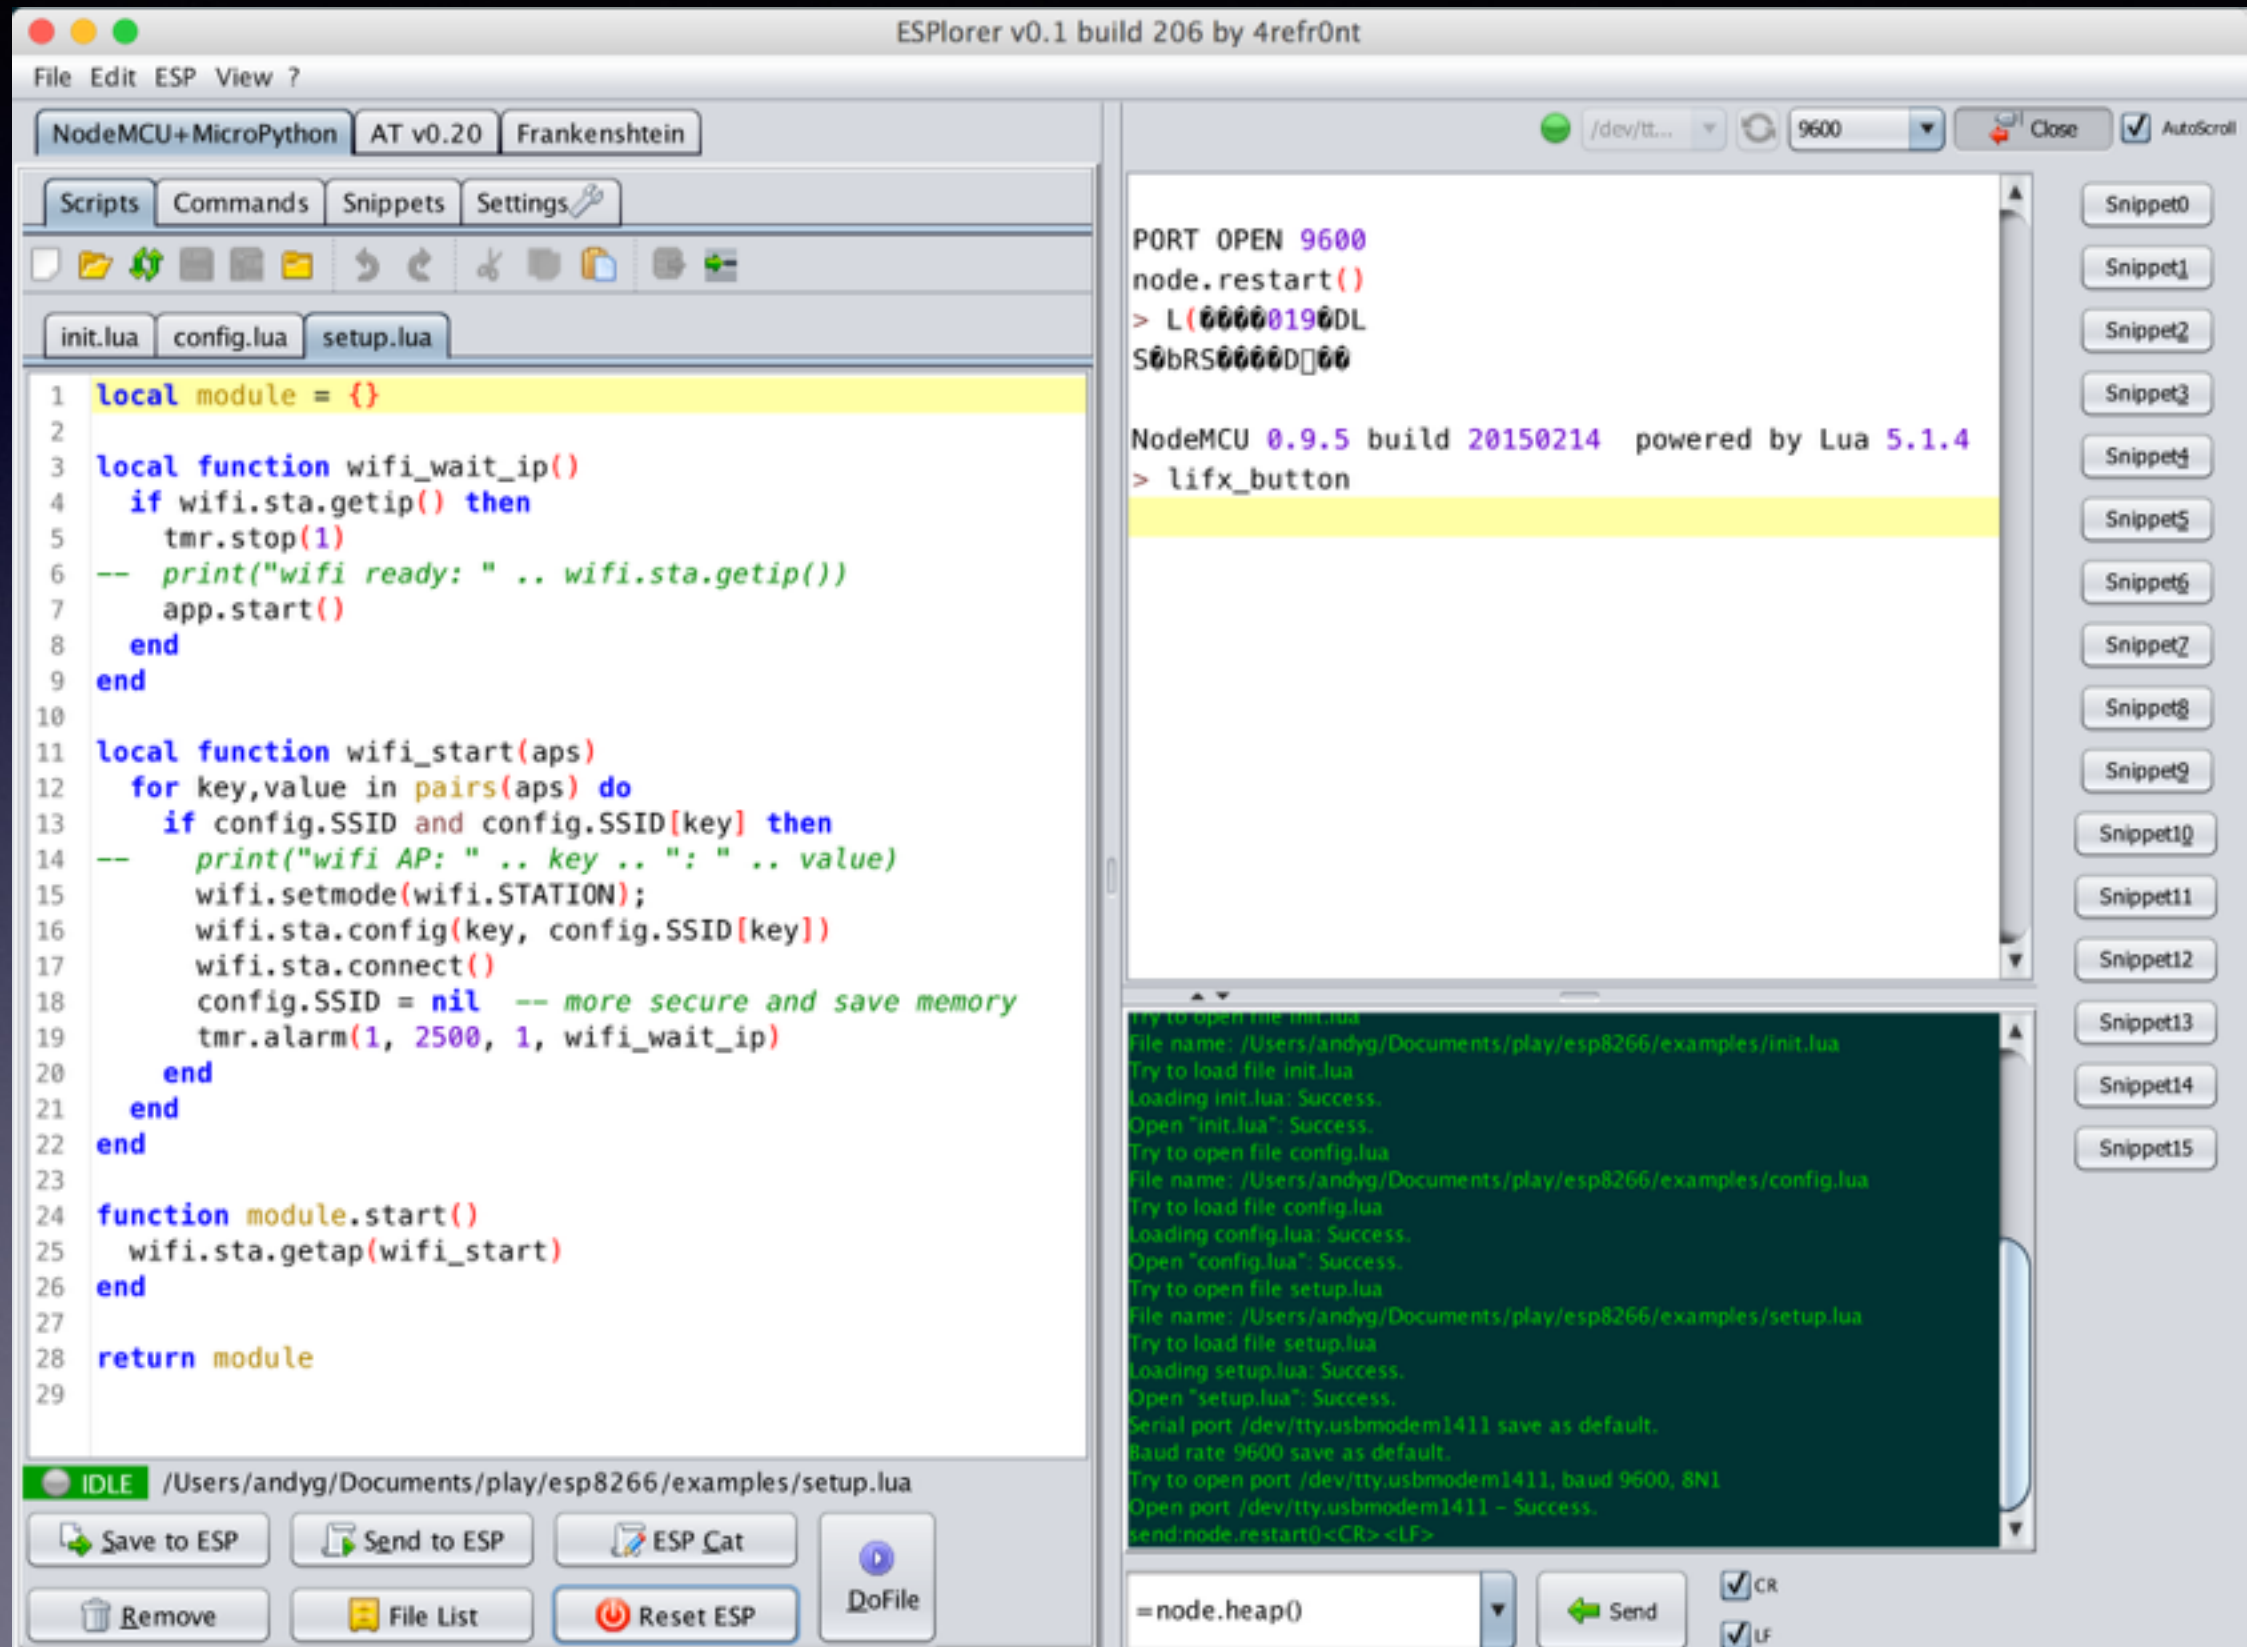 ESPlorer v0.1 build 206 by 4refr0nt
File Edit ESP View ?
NodeMCU+MicroPython AT v0.20 Frankenshtein
Scripts Commands Snippets Settings
init.lua config.lua setup.lua
1 local module = {}
2
3 local function wifi_wait_ip()
4 if wifi.sta.getip() then
5 tmr.stop(1)
6 -- print("wifi ready: " .. wifi.sta.getip())
7 app.start()
8 end
9 end
10
11 local function wifi_start(aps)
12 for key,value in pairs(aps) do
13 if config.SSID and config.SSID[key] then
14 -- print("wifi AP: " .. key .. ": " .. value)
15 wifi.setmode(wifi.STATION);
16 wifi.sta.config(key, config.SSID[key])
17 wifi.sta.connect()
18 config.SSID = nil -- more secure and save memory
19 tmr.alarm(1, 2500, 1, wifi_wait_ip)
20 end
21 end
22 end
23
24 function module.start()
25 wifi.sta.getap(wifi_start)
26 end
27
28 return module
29
IDLE /Users/andyg/Documents/play/esp8266/examples/setup.lua
Save to ESP Send to ESP ESP Cat
DoFile
Remove File List Reset ESP
/dev/tt... 9600 Close AutoScroll
PORT OPEN 9600
node.restart()
> L(����019�DL
S�bRS����D▯��
NodeMCU 0.9.5 build 20150214 powered by Lua 5.1.4
> lifx_button
Try to open file init.lua
File name: /Users/andyg/Documents/play/esp8266/examples/init.lua
Try to load file init.lua
Loading init.lua: Success.
Open "init.lua": Success.
Try to open file config.lua
File name: /Users/andyg/Documents/play/esp8266/examples/config.lua
Try to load file config.lua
Loading config.lua: Success.
Open "config.lua": Success.
Try to open file setup.lua
File name: /Users/andyg/Documents/play/esp8266/examples/setup.lua
Try to load file setup.lua
Loading setup.lua: Success.
Open "setup.lua": Success.
Serial port /dev/tty.usbmodem1411 save as default.
Baud rate 9600 save as default.
Try to open port /dev/tty.usbmodem1411, baud 9600, 8N1
Open port /dev/tty.usbmodem1411 – Success.
send:node.restart()<CR><LF>
=node.heap() Send
CR
LF
Snippet0
Snippet1
Snippet2
Snippet3
Snippet4
Snippet5
Snippet6
Snippet7
Snippet8
Snippet9
Snippet10
Snippet11
Snippet12
Snippet13
Snippet14
Snippet15